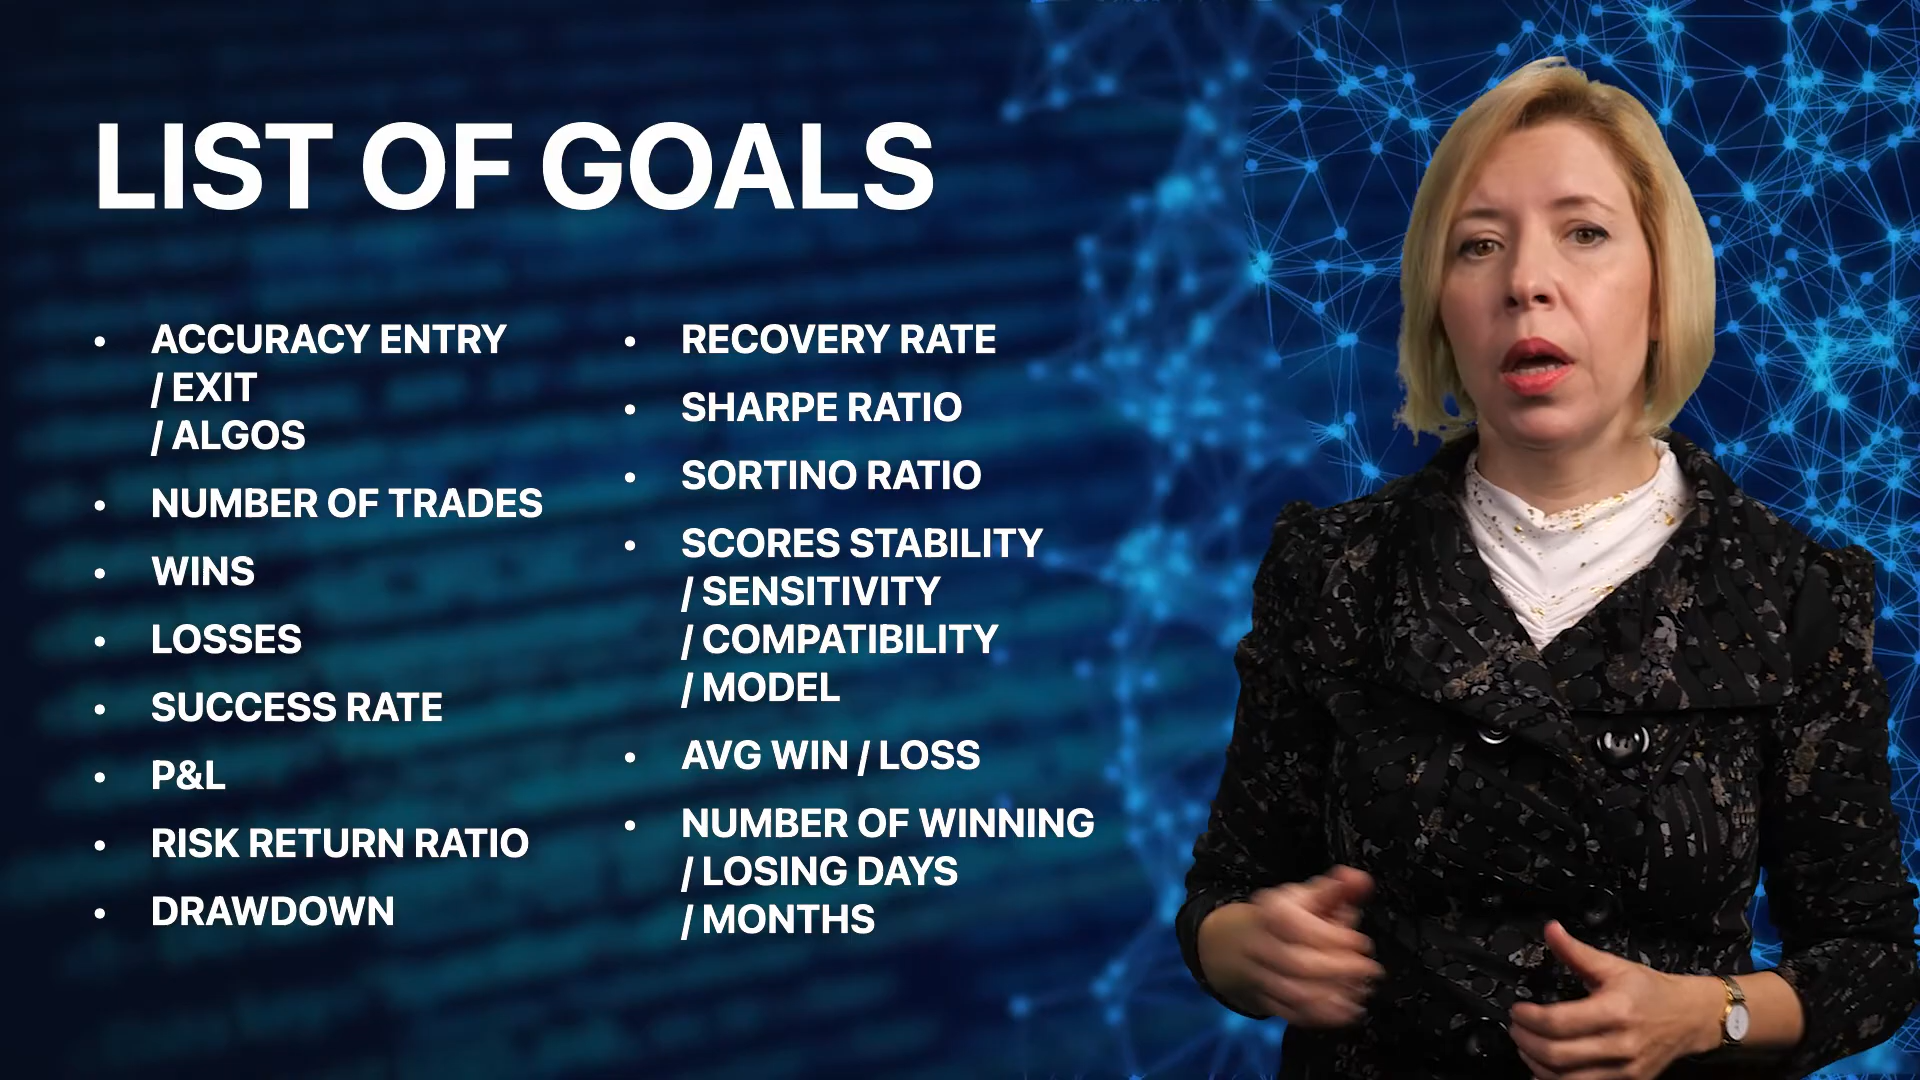 LIST OF GOALS
• ACCURACY ENTRY
/ EXIT
/ ALGOS
• NUMBER OF TRADES
• WINS
• LOSSES
• SUCCESS RATE
• P&L
• RISK RETURN RATIO
• DRAWDOWN
• RECOVERY RATE
• SHARPE RATIO
• SORTINO RATIO
• SCORES STABILITY
/ SENSITIVITY
/ COMPATIBILITY
/ MODEL
• AVG WIN / LOSS
• NUMBER OF WINNING
/ LOSING DAYS
/ MONTHS